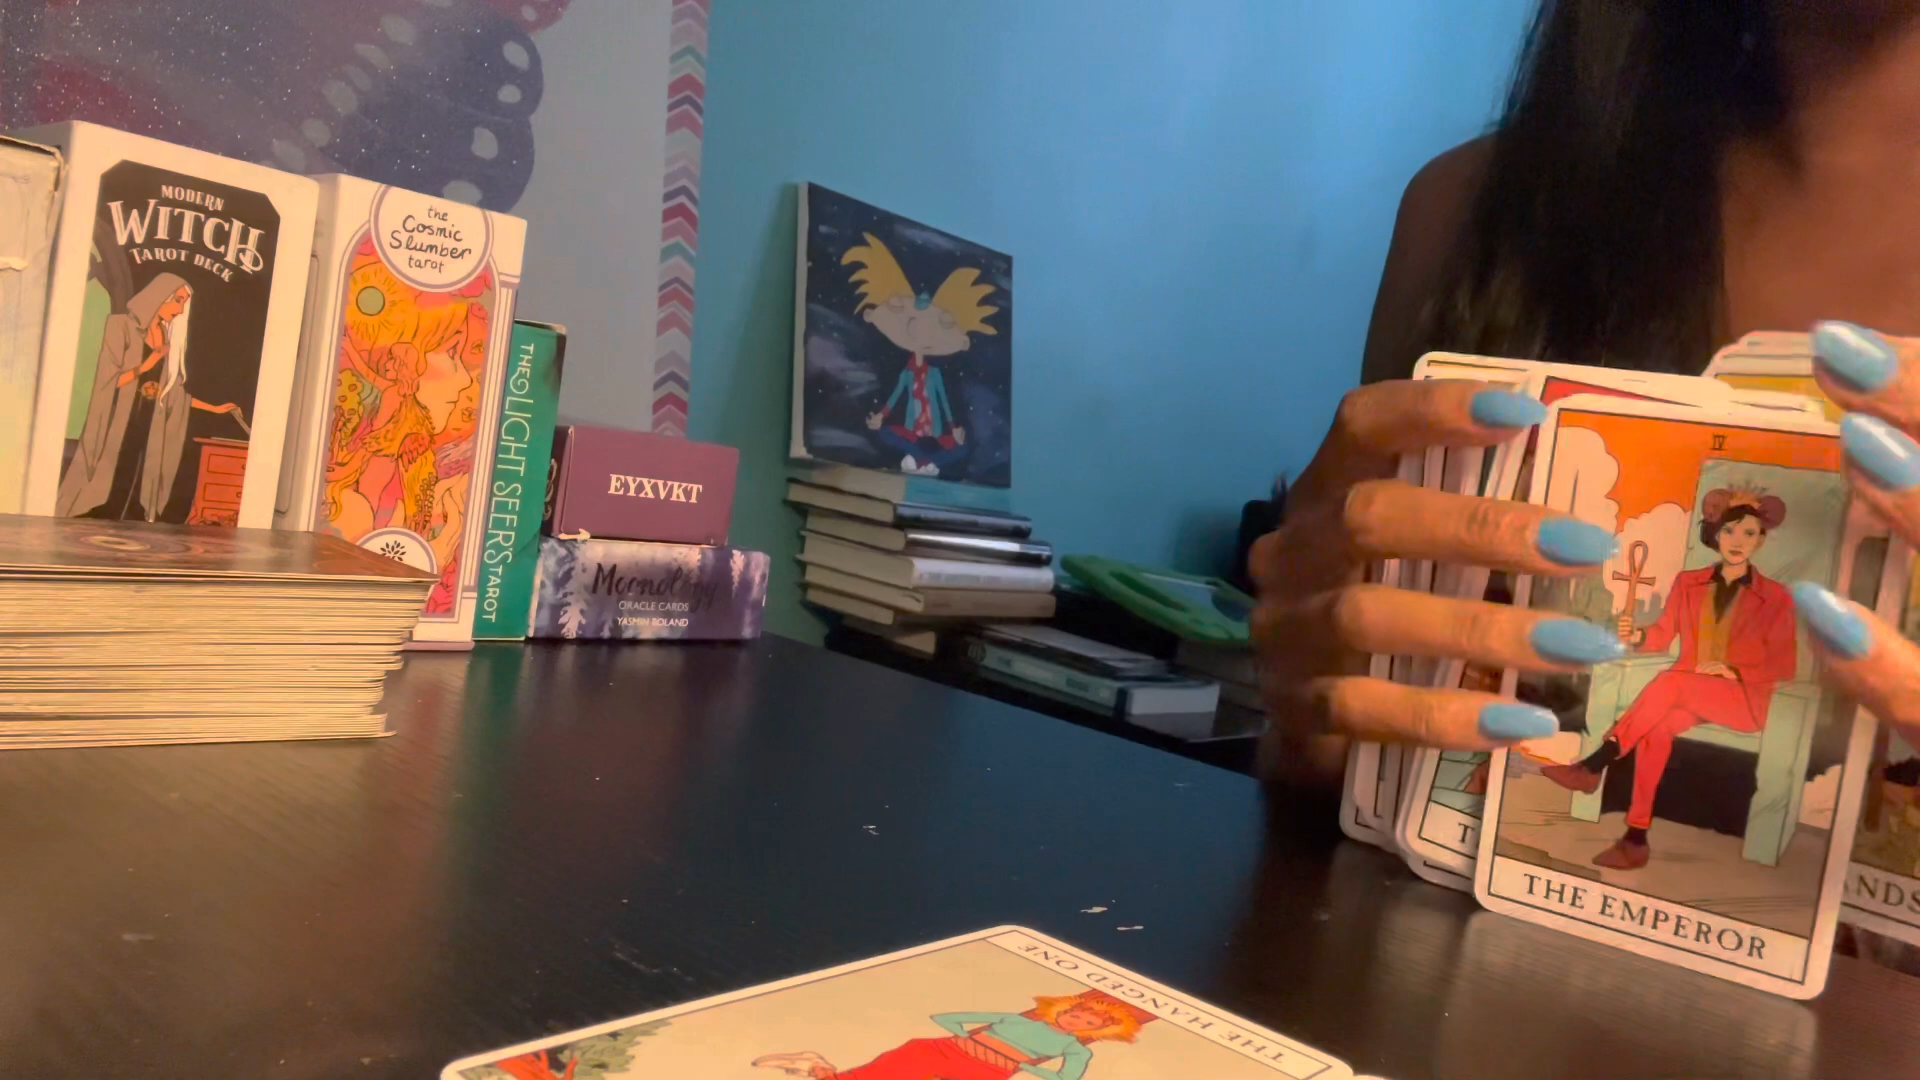 MODERN
WITCH
TAROT DECK
the
Cosmic
Slumber
tarot
THE LIGHT SEER'S TAROT
EYXVKT
Moonology
ORACLE CARDS
YASMIN BOLAND
IV
THE EMPEROR
THE HANGED ONE